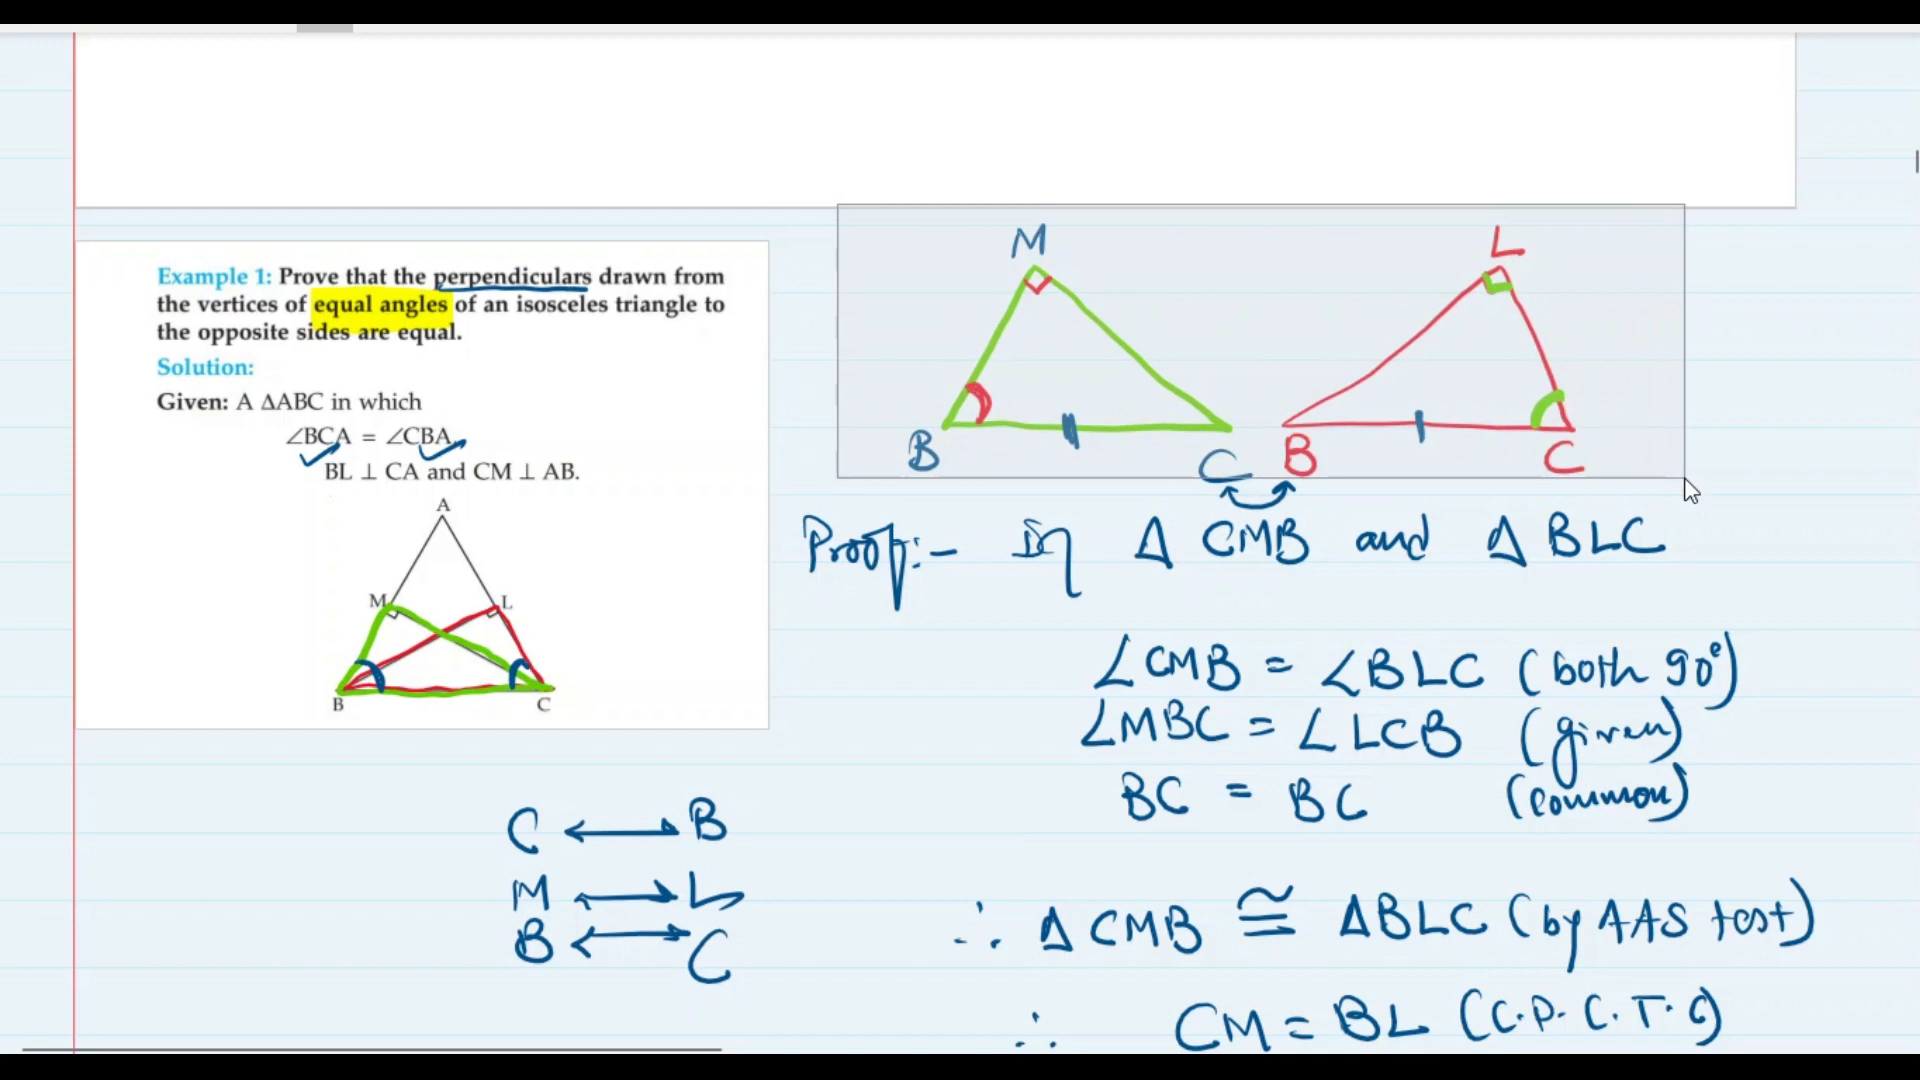 Example 1: Prove that the perpendiculars drawn from
the vertices of equal angles of an isosceles triangle to
the opposite sides are equal.
Solution:
Given: A ΔABC in which
∠BCA = ∠CBA
BL ⊥ CA and CM ⊥ AB.
A
M L
B C
M
B C
L
B C
Proof:- In Δ CMB and Δ BLC
∠CMB = ∠BLC (both 90°)
∠MBC = ∠LCB (given)
BC = BC (common)
C ↔ B
M ↔ L
B ↔ C
∴ Δ CMB ≅ ΔBLC (by AAS test)
∴ CM = BL (C.P.C.T.C)